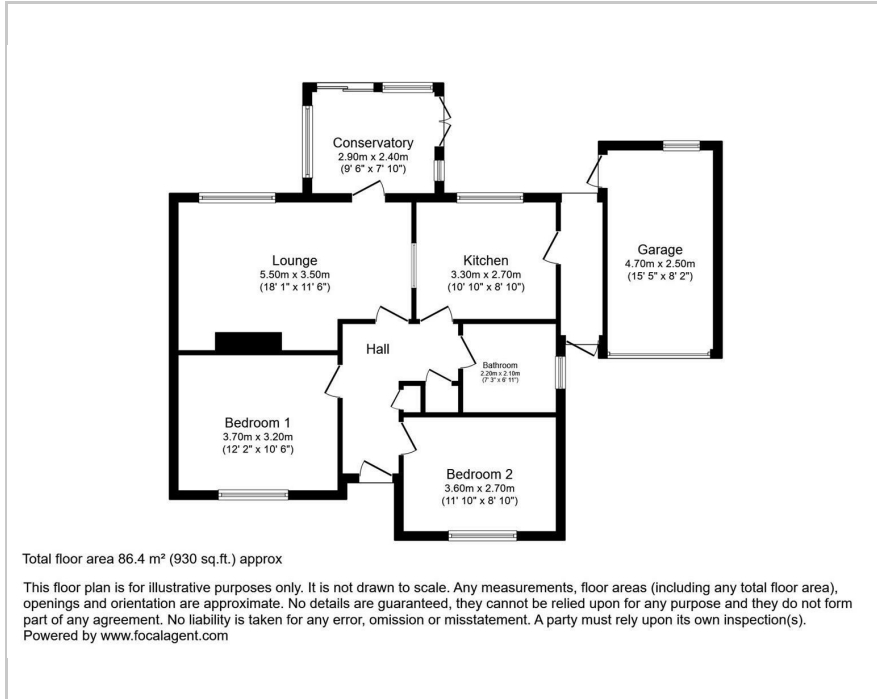 Conservatory
2.90m x 2.40m
(9' 6" x 7' 10")
Lounge
5.50m x 3.50m
(18' 1" x 11' 6")
Kitchen
3.30m x 2.70m
(10' 10" x 8' 10")
Garage
4.70m x 2.50m
(15' 5" x 8' 2")
Hall
Bathroom
2.20m x 2.10m
(7' 3" x 6' 11")
Bedroom 1
3.70m x 3.20m
(12' 2" x 10' 6")
Bedroom 2
3.60m x 2.70m
(11' 10" x 8' 10")
Total floor area 86.4 m² (930 sq.ft.) approx
This floor plan is for illustrative purposes only. It is not drawn to scale. Any measurements, floor areas (including any total floor area),
openings and orientation are approximate. No details are guaranteed, they cannot be relied upon for any purpose and they do not form
part of any agreement. No liability is taken for any error, omission or misstatement. A party must rely upon its own inspection(s).
Powered by www.focalagent.com